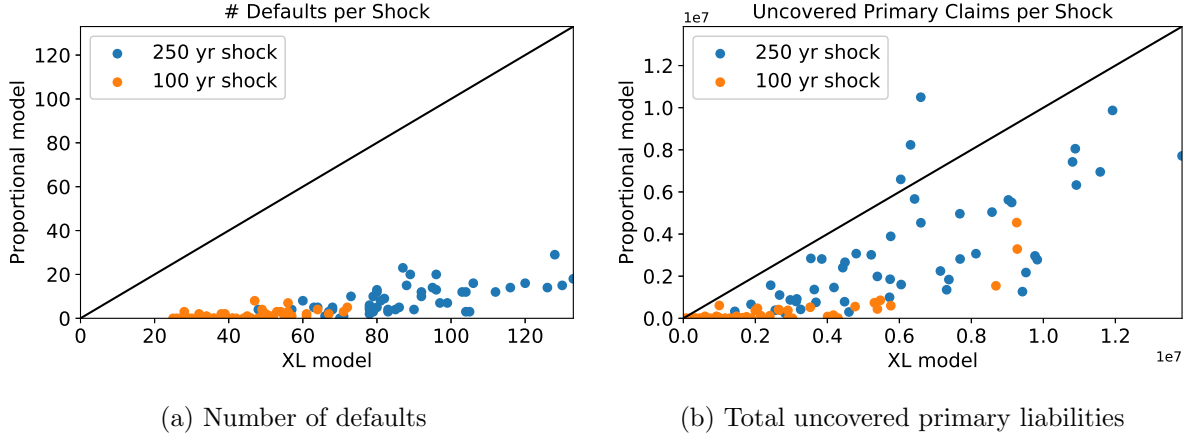 # Defaults per Shock
120
100
80
60
40
20
0
Proportional model
250 yr shock
100 yr shock
0 20 40 60 80 100 120
XL model
(a) Number of defaults
Uncovered Primary Claims per Shock
1e7
1.2
1.0
0.8
0.6
0.4
0.2
0.0
Proportional model
250 yr shock
100 yr shock
0.0 0.2 0.4 0.6 0.8 1.0 1.2
XL model
1e7
(b) Total uncovered primary liabilities